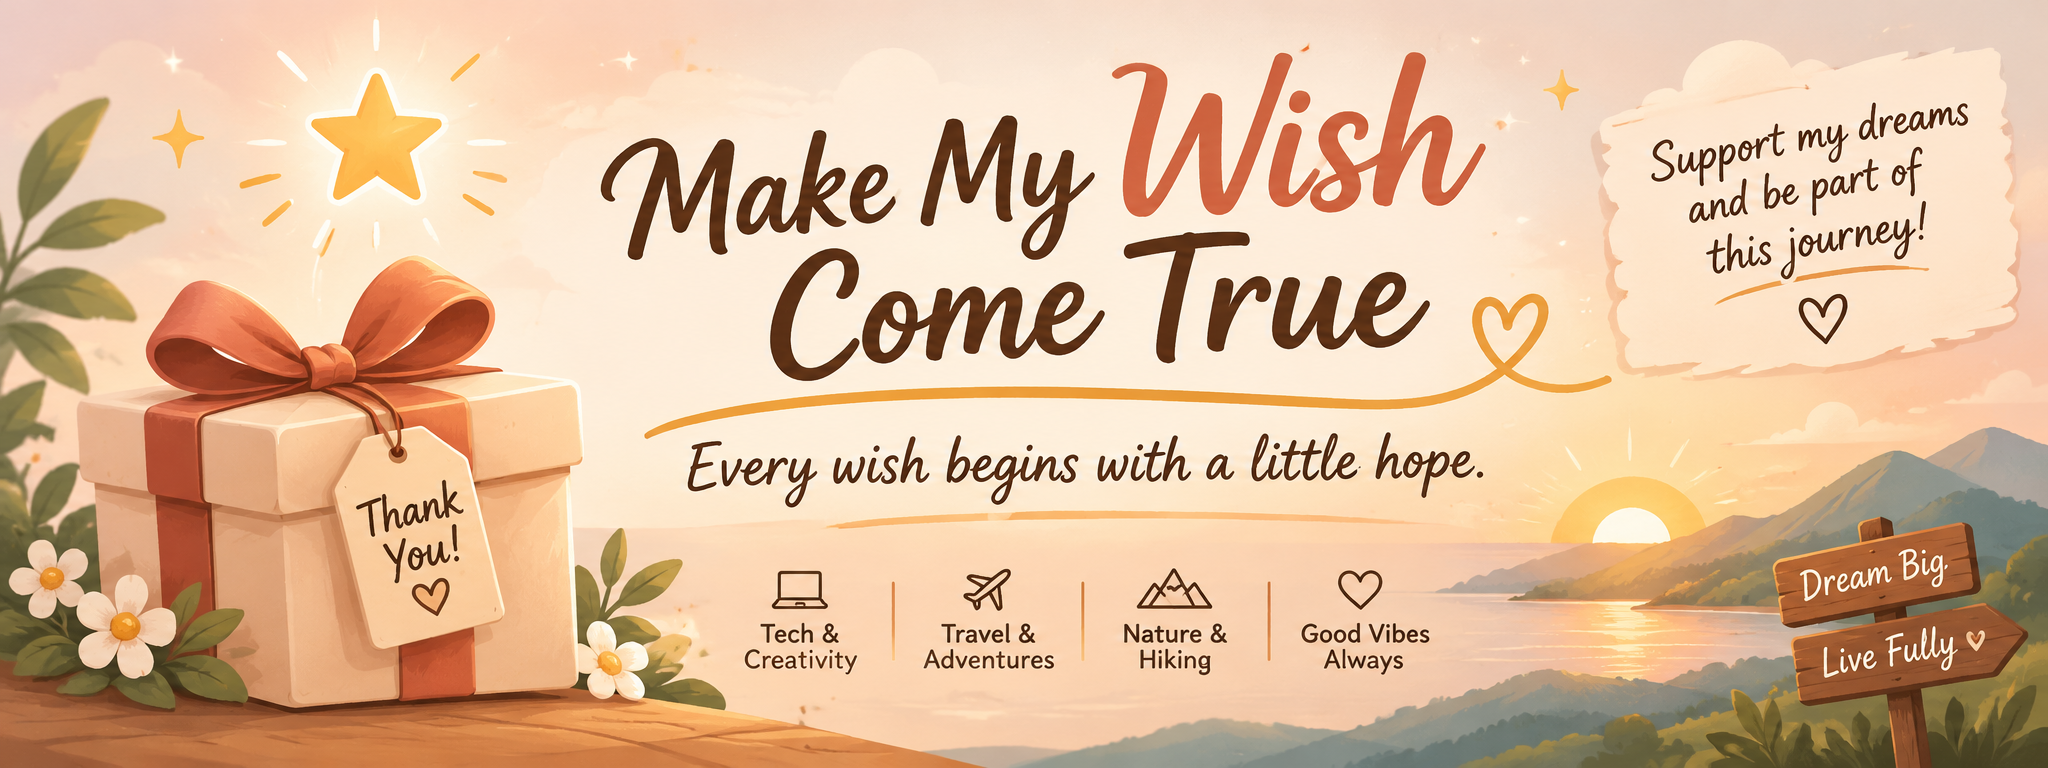 Make My Wish
Come True
Every wish begins with a little hope.
Support my dreams
and be part of
this journey!
Thank
You!
Tech &
Creativity
Travel &
Adventures
Nature &
Hiking
Good Vibes
Always
Dream Big.
Live Fully